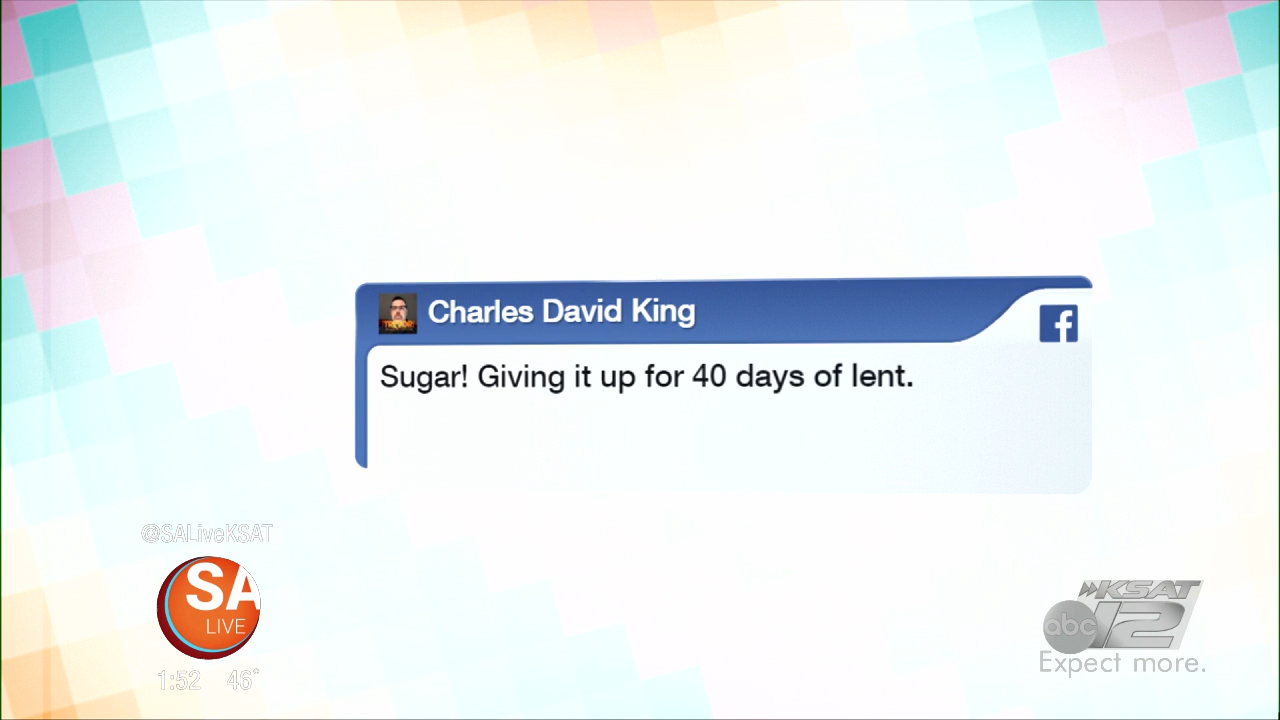 Charles David King
Sugar! Giving it up for 40 days of lent.
@SALiveKSAT
SA
LIVE
1:52 46°
KSAT
abc 12
Expect more.